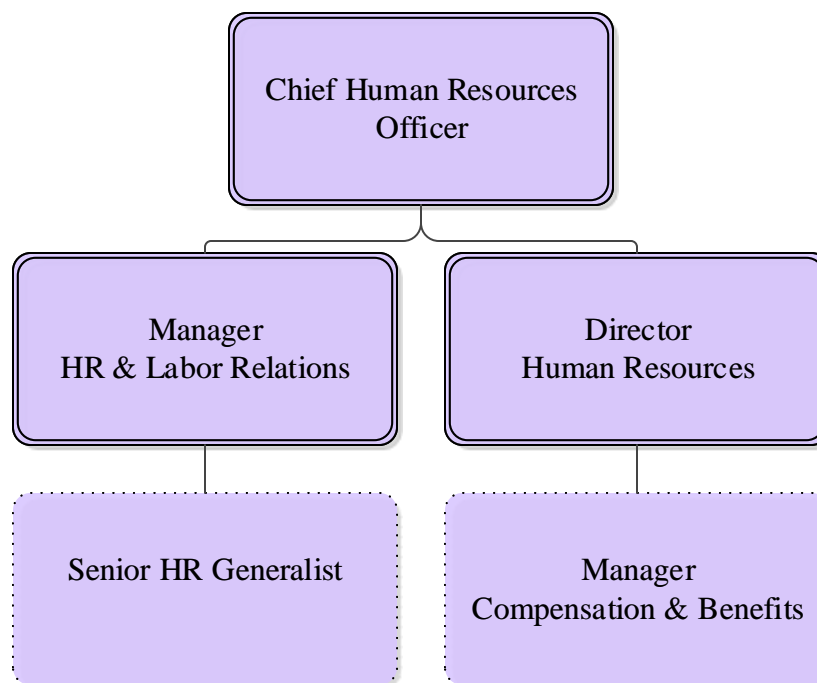 Chief Human Resources
Officer
Manager
HR & Labor Relations
Director
Human Resources
Senior HR Generalist
Manager
Compensation & Benefits